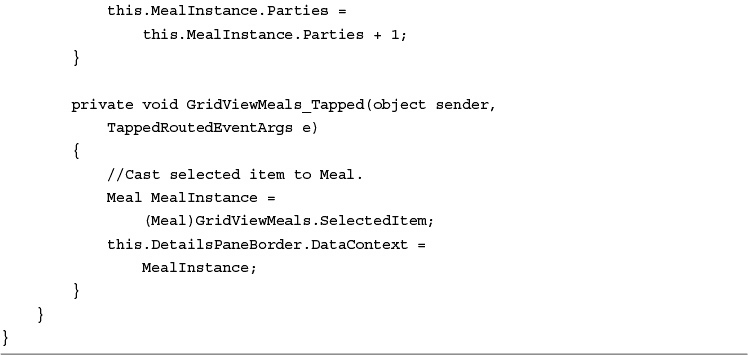 this.MealInstance.Parties =
                this.MealInstance.Parties + 1;
        }

        private void GridViewMeals_Tapped(object sender,
            TappedRoutedEventArgs e)
        {
            //Cast selected item to Meal.
            Meal MealInstance =
                (Meal)GridViewMeals.SelectedItem;
            this.DetailsPaneBorder.DataContext =
                MealInstance;
        }
    }
}